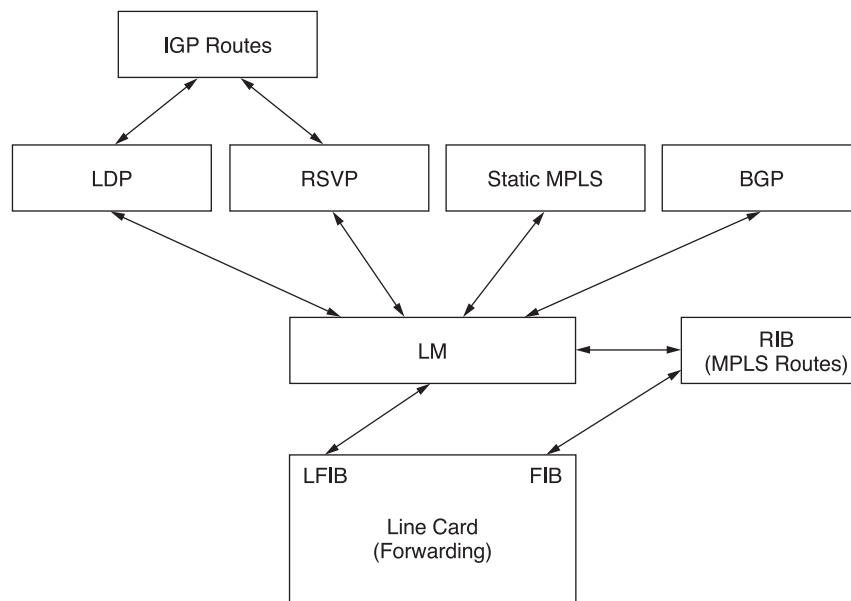 IGP Routes
LDP
RSVP
Static MPLS
BGP
LM
RIB
(MPLS Routes)
LFIB
FIB
Line Card
(Forwarding)